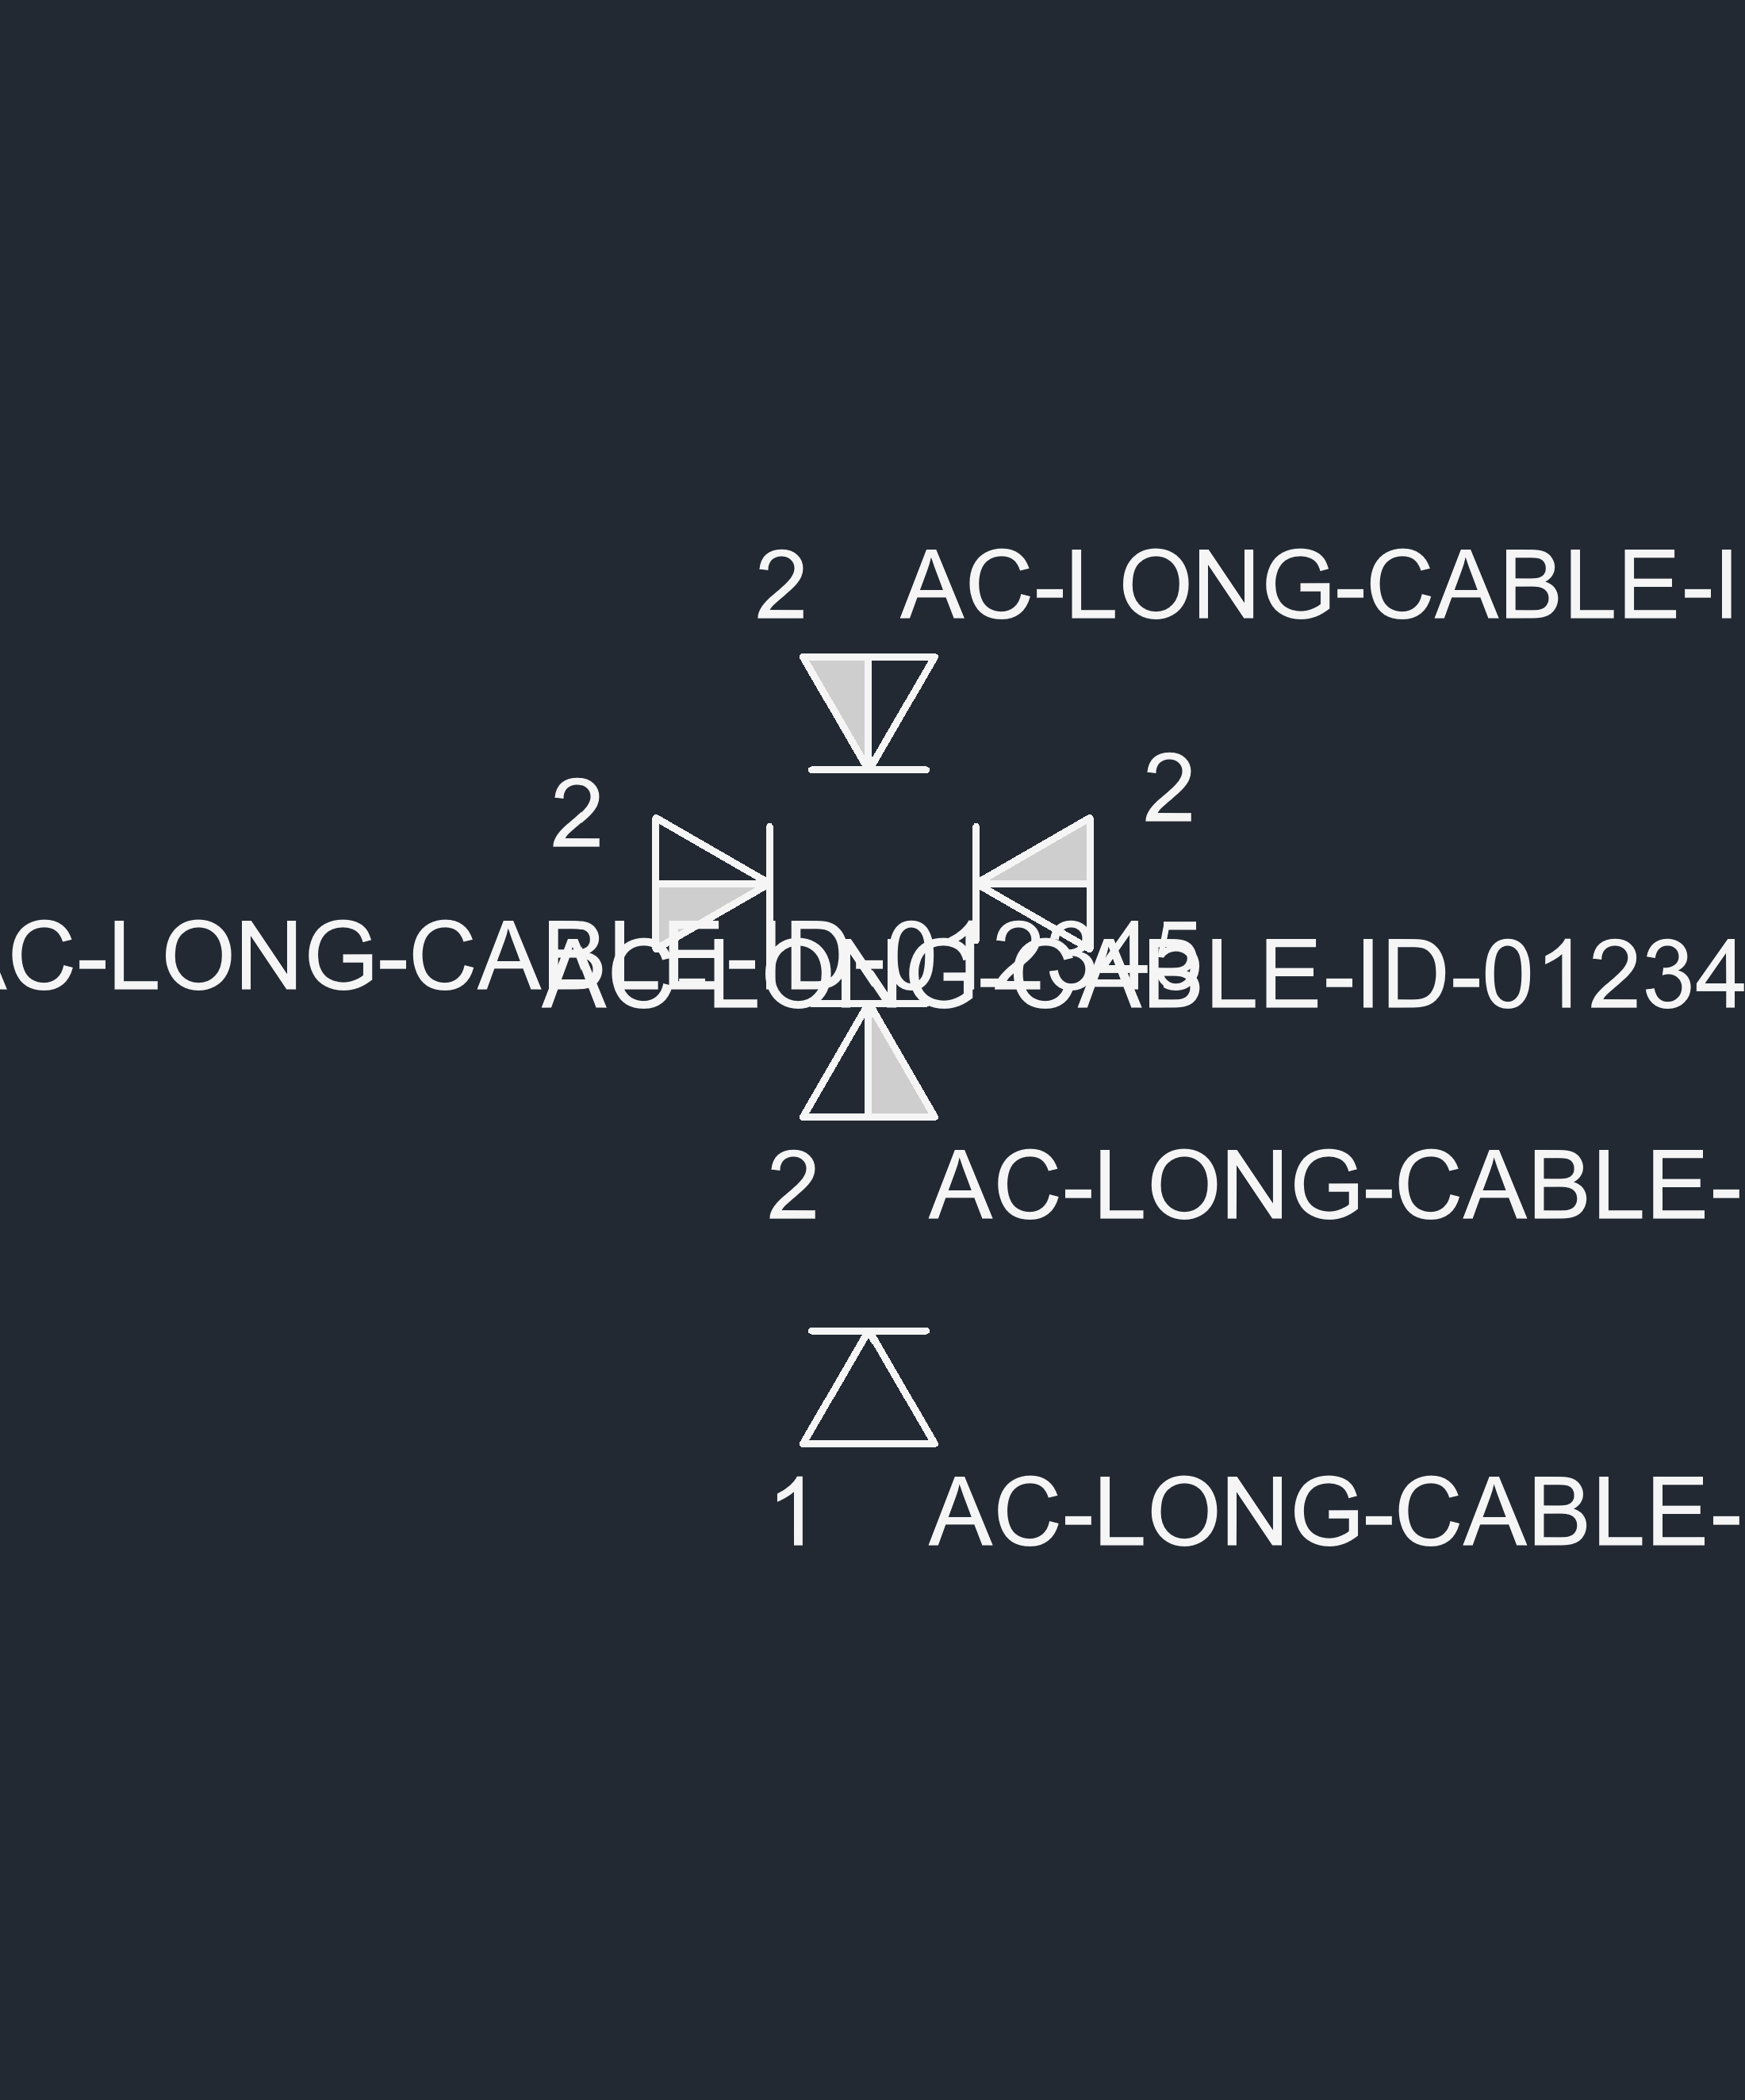 2 AC-LONG-CABLE-I
2
2
C-LONG-CABLE-ID-012345
AC-LONG-CABLE-ID-01234
2 AC-LONG-CABLE-
1 AC-LONG-CABLE-